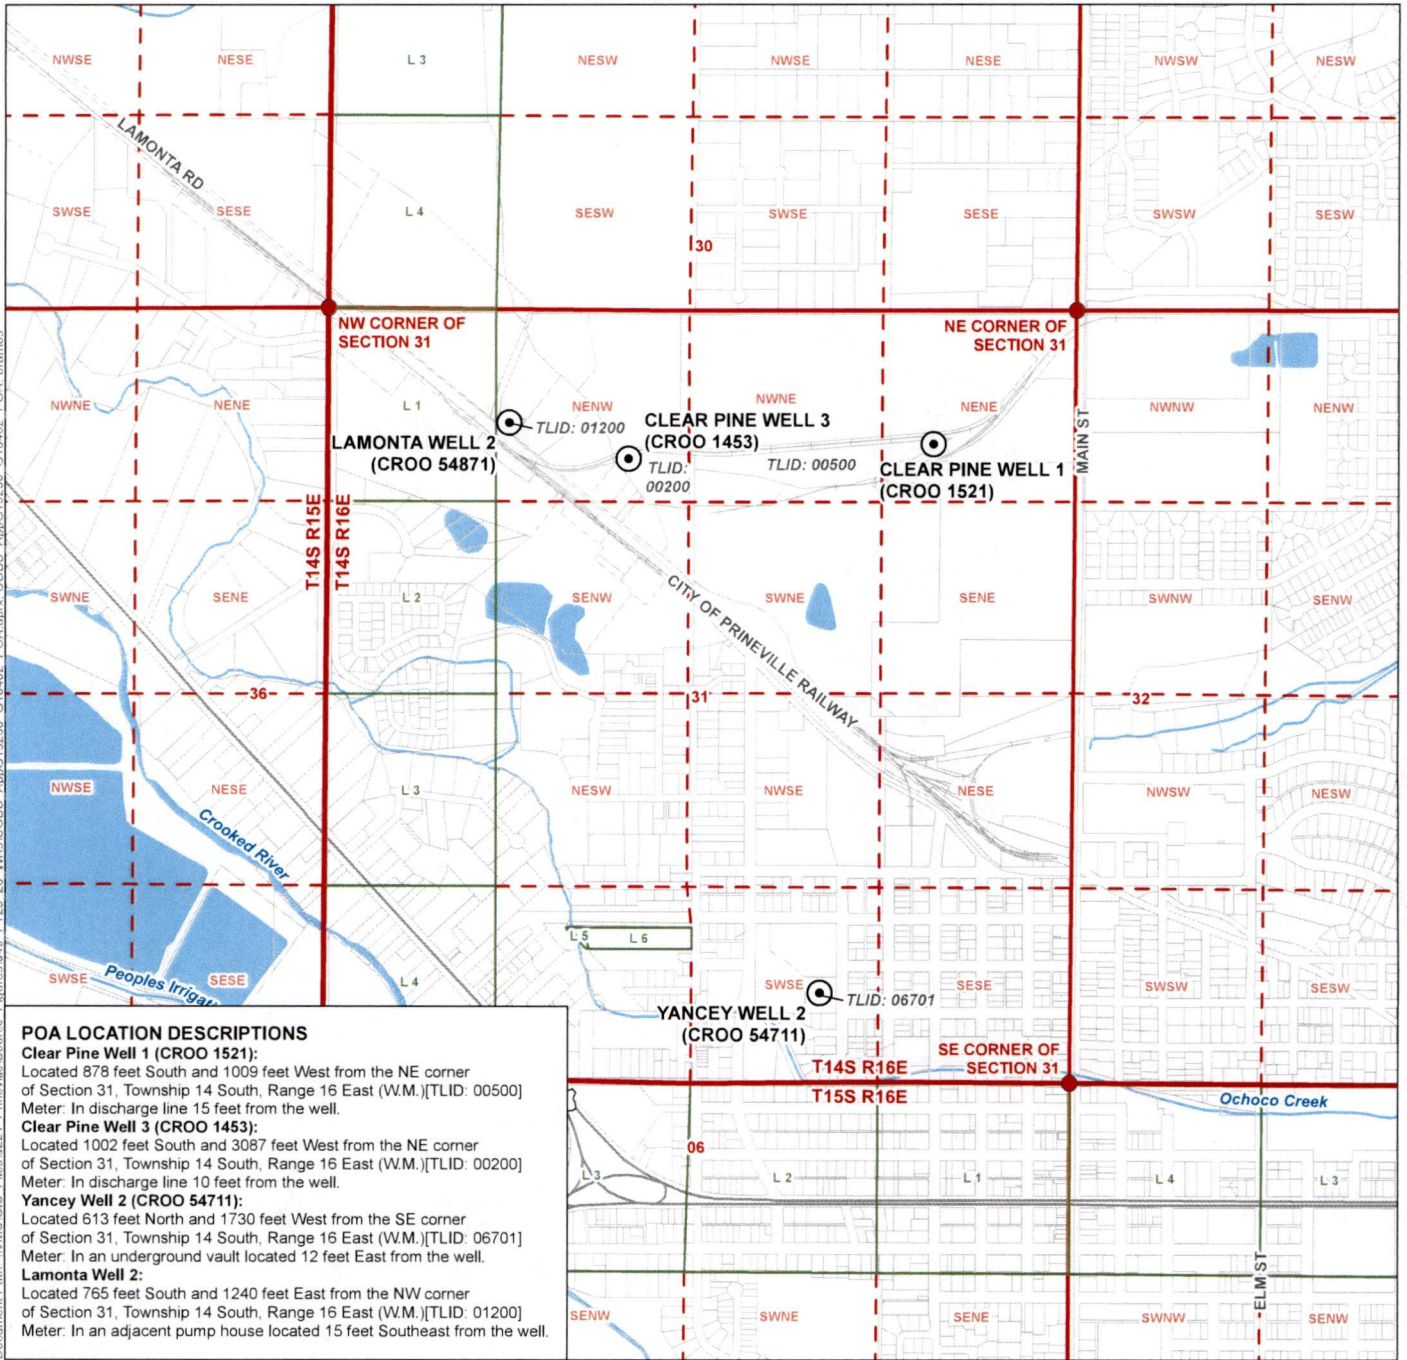 NWSE NESE L 3 NESW NWSE NESE NWSW NESW
LAMONTA RD
SWSE SESE L 4 SESW SWSE SESE SWSW SESW
30
NW CORNER OF
SECTION 31
NE CORNER OF
SECTION 31
NWNE NENE L 1 NENW NWNE NENE NWNW NENW
TLID: 01200
LAMONTA WELL 2
(CROO 54871)
CLEAR PINE WELL 3
(CROO 1453)
TLID:
00200
TLID: 00500
CLEAR PINE WELL 1
(CROO 1521)
MAIN ST
T14S R15E
T14S R16E
SWNE SENE L 2 SENW SWNE SENE SWNW SENW
CITY OF PRINEVILLE RAILWAY
36 31 32
NWSE NESE L 3 NESW NWSE NESE NWSW NESW
Crooked River
L 5 L 6
SWSE SESE L 4 SWSE SESE SWSW SESW
Peoples Irrigati
TLID: 06701
YANCEY WELL 2
(CROO 54711)
SE CORNER OF
SECTION 31
T14S R16E
T15S R16E
Ochoco Creek
06
L 3 L 2 L 1 L 4 L 3
ELM ST
SENW SWNE SENE SWNW SENW
POA LOCATION DESCRIPTIONS
Clear Pine Well 1 (CROO 1521):
Located 878 feet South and 1009 feet West from the NE corner
of Section 31, Township 14 South, Range 16 East (W.M.)[TLID: 00500]
Meter: In discharge line 15 feet from the well.
Clear Pine Well 3 (CROO 1453):
Located 1002 feet South and 3087 feet West from the NE corner
of Section 31, Township 14 South, Range 16 East (W.M.)[TLID: 00200]
Meter: In discharge line 10 feet from the well.
Yancey Well 2 (CROO 54711):
Located 613 feet North and 1730 feet West from the SE corner
of Section 31, Township 14 South, Range 16 East (W.M.)[TLID: 06701]
Meter: In an underground vault located 12 feet East from the well.
Lamonta Well 2:
Located 765 feet South and 1240 feet East from the NW corner
of Section 31, Township 14 South, Range 16 East (W.M.)[TLID: 01200]
Meter: In an adjacent pump house located 15 feet Southeast from the well.